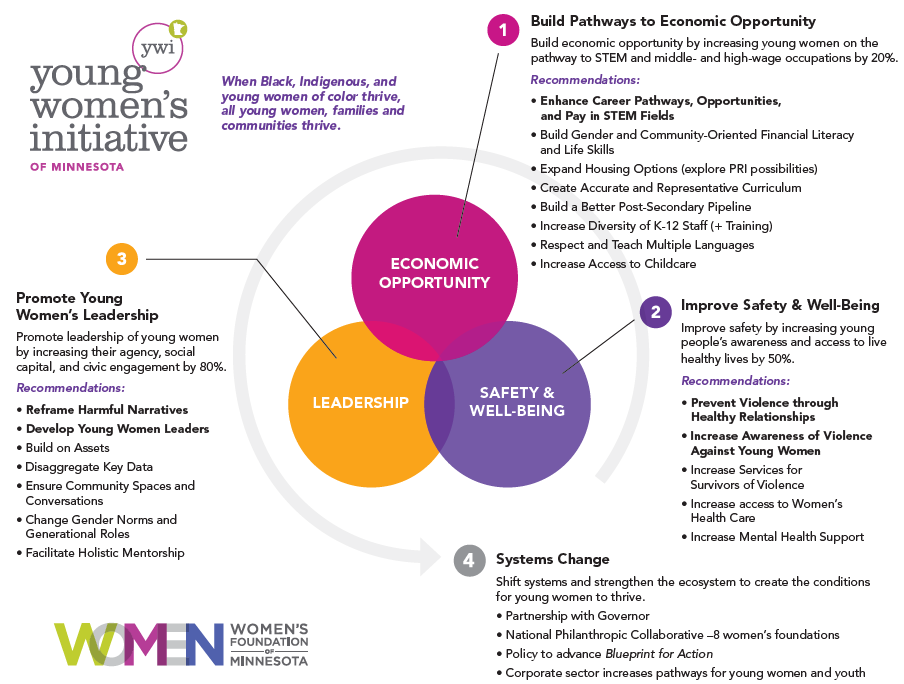 ywi
young
women's
initiative
OF MINNESOTA
When Black, Indigenous, and
young women of color thrive,
all young women, families and
communities thrive.
1
Build Pathways to Economic Opportunity
Build economic opportunity by increasing young women on the
pathway to STEM and middle- and high-wage occupations by 20%.
Recommendations:
• Enhance Career Pathways, Opportunities,
and Pay in STEM Fields
• Build Gender and Community-Oriented Financial Literacy
and Life Skills
• Expand Housing Options (explore PRI possibilities)
• Create Accurate and Representative Curriculum
• Build a Better Post-Secondary Pipeline
• Increase Diversity of K-12 Staff (+ Training)
• Respect and Teach Multiple Languages
• Increase Access to Childcare
ECONOMIC
OPPORTUNITY
LEADERSHIP
SAFETY &
WELL-BEING
2
Improve Safety & Well-Being
Improve safety by increasing young
people's awareness and access to live
healthy lives by 50%.
Recommendations:
• Prevent Violence through
Healthy Relationships
• Increase Awareness of Violence
Against Young Women
• Increase Services for
Survivors of Violence
• Increase access to Women's
Health Care
• Increase Mental Health Support
3
Promote Young
Women's Leadership
Promote leadership of young women
by increasing their agency, social
capital, and civic engagement by 80%.
Recommendations:
• Reframe Harmful Narratives
• Develop Young Women Leaders
• Build on Assets
• Disaggregate Key Data
• Ensure Community Spaces and
Conversations
• Change Gender Norms and
Generational Roles
• Facilitate Holistic Mentorship
4
Systems Change
Shift systems and strengthen the ecosystem to create the conditions
for young women to thrive.
• Partnership with Governor
• National Philanthropic Collaborative –8 women's foundations
• Policy to advance Blueprint for Action
• Corporate sector increases pathways for young women and youth
WOMEN
WOMEN'S
FOUNDATION
OF
MINNESOTA